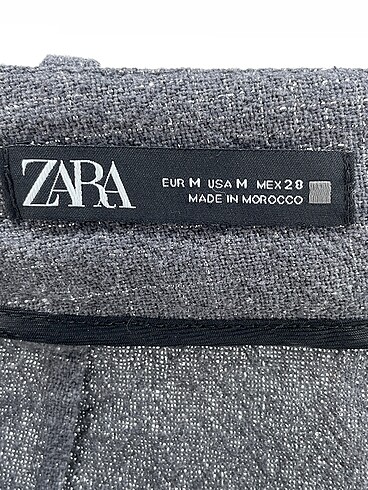 ZARA
EUR M USA M MEX 28
MADE IN MOROCCO